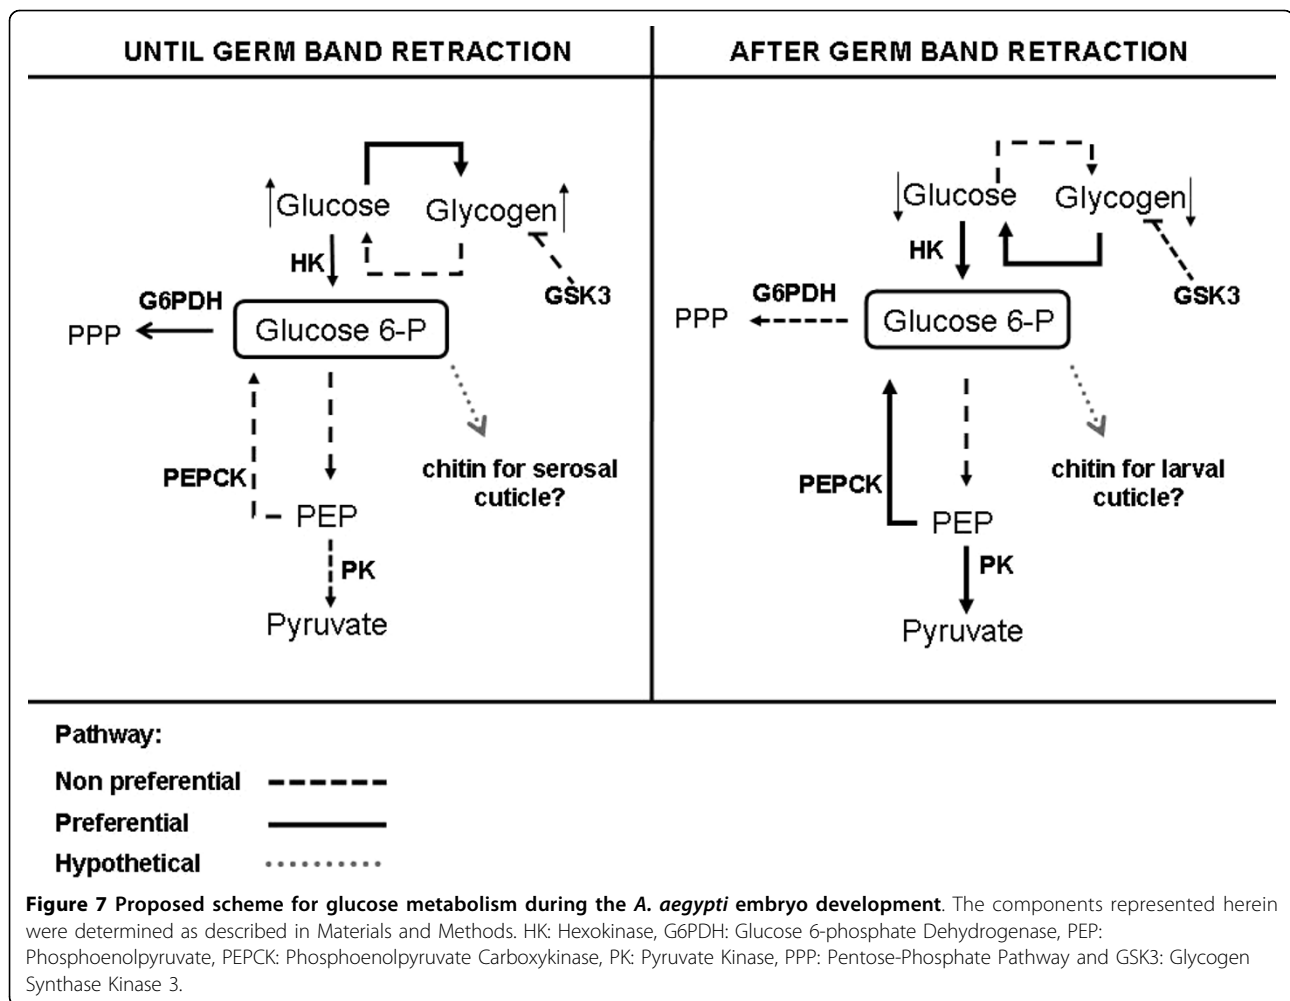 UNTIL GERM BAND RETRACTION
AFTER GERM BAND RETRACTION
Glucose
Glycogen
HK
GSK3
G6PDH
PPP
Glucose 6-P
PEPCK
chitin for serosal
cuticle?
PEP
PK
Pyruvate
Glucose
Glycogen
HK
GSK3
G6PDH
PPP
Glucose 6-P
PEPCK
chitin for larval
cuticle?
PEP
PK
Pyruvate
Pathway:
Non preferential
Preferential
Hypothetical
Figure 7 Proposed scheme for glucose metabolism during the A. aegypti embryo development. The components represented herein
were determined as described in Materials and Methods. HK: Hexokinase, G6PDH: Glucose 6-phosphate Dehydrogenase, PEP:
Phosphoenolpyruvate, PEPCK: Phosphoenolpyruvate Carboxykinase, PK: Pyruvate Kinase, PPP: Pentose-Phosphate Pathway and GSK3: Glycogen
Synthase Kinase 3.